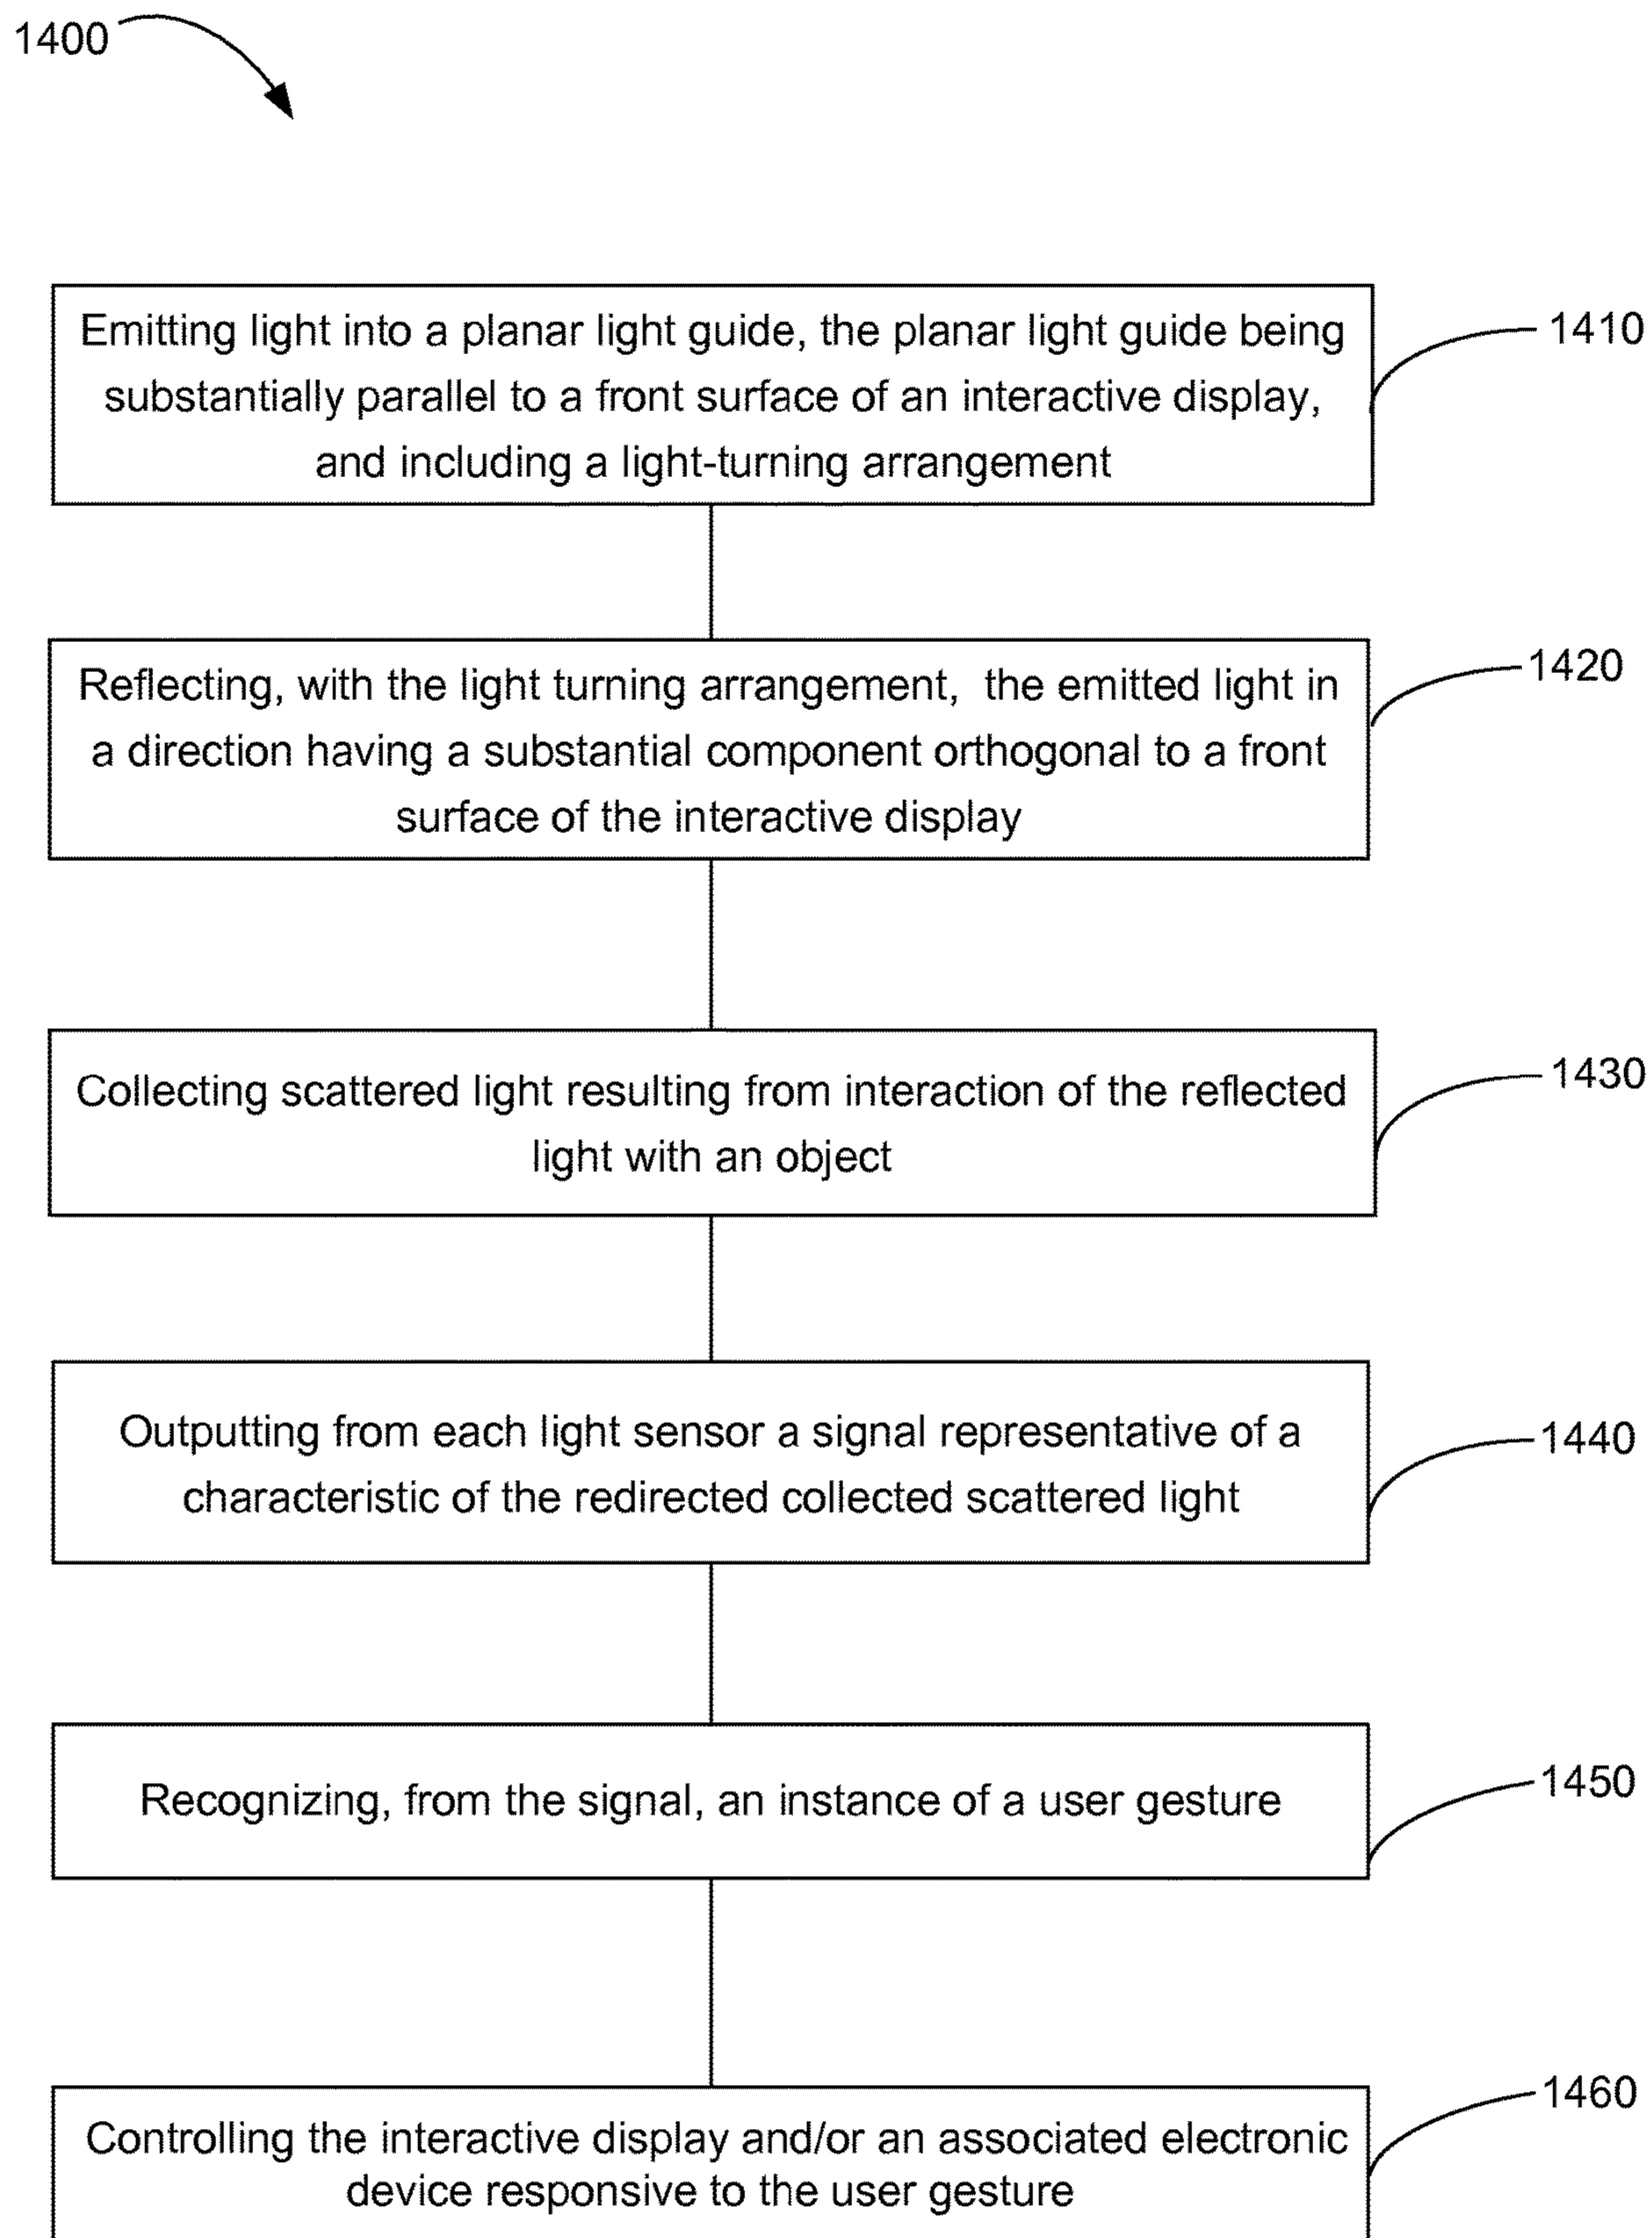 1400
Emitting light into a planar light guide, the planar light guide being
1410
substantially parallel to a front surface of an interactive display,
and including a light-turning arrangement
Reflecting, with the light turning arrangement, the emitted light in
1420
a direction having a substantial component orthogonal to a front
surface of the interactive display
Collecting scattered light resulting from interaction of the reflected
1430
light with an object
Outputting from each light sensor a signal representative of a
1440
characteristic of the redirected collected scattered light
Recognizing, from the signal, an instance of a user gesture
1450
Controlling the interactive display and/or an associated electronic
1460
device responsive to the user gesture